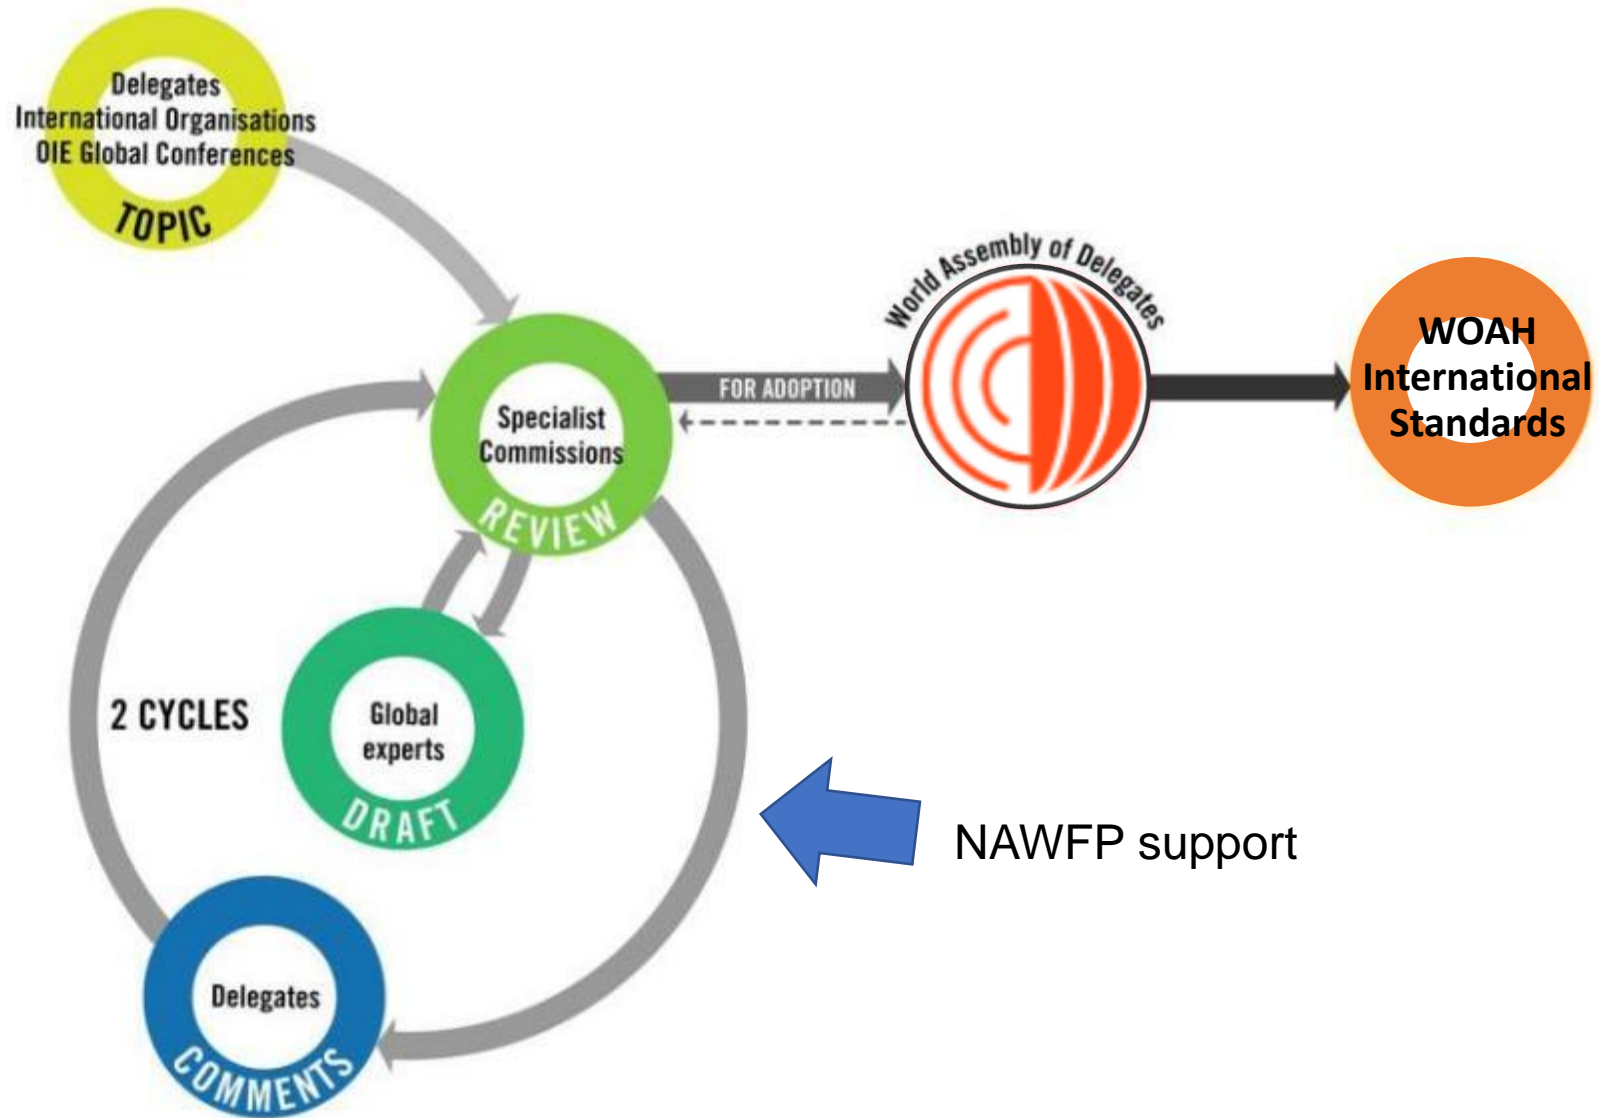 Delegates
International Organisations
OIE Global Conferences
TOPIC
World Assembly of Delegates
WOAH
International
Standards
FOR ADOPTION
Specialist
Commissions
REVIEW
2 CYCLES
Global
experts
DRAFT
NAWFP support
Delegates
COMMENTS